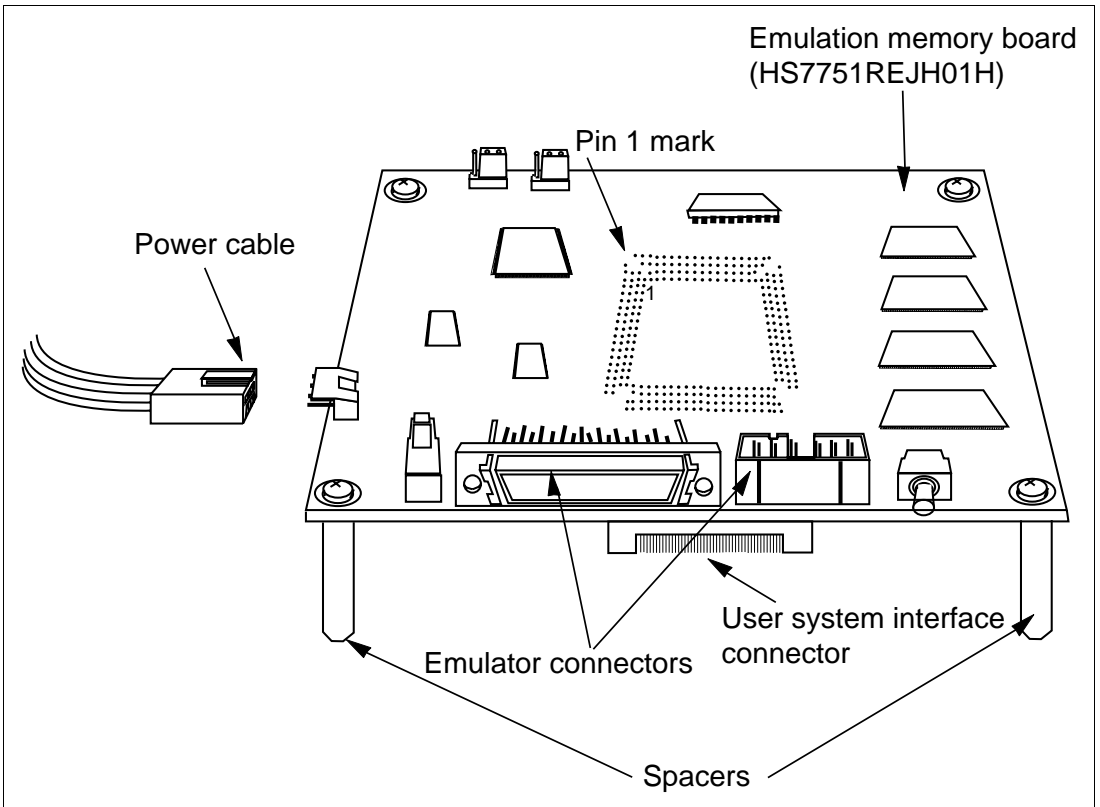 Emulation memory board
(HS7751REJH01H)
Pin 1 mark
Power cable
1
User system interface
connector
Emulator connectors
Spacers